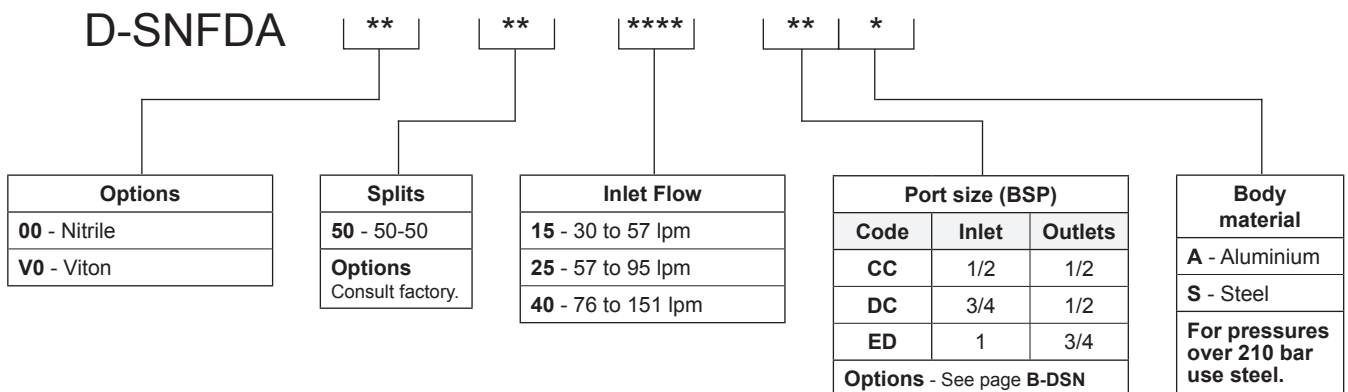 D-SNFDA ** ** **** ** *
Options
00 - Nitrile
V0 - Viton
Splits
50 - 50-50
Options
Consult factory.
Inlet Flow
15 - 30 to 57 lpm
25 - 57 to 95 lpm
40 - 76 to 151 lpm
Port size (BSP)
Code Inlet Outlets
CC 1/2 1/2
DC 3/4 1/2
ED 1 3/4
Options - See page B-DSN
Body
material
A - Aluminium
S - Steel
For pressures
over 210 bar
use steel.